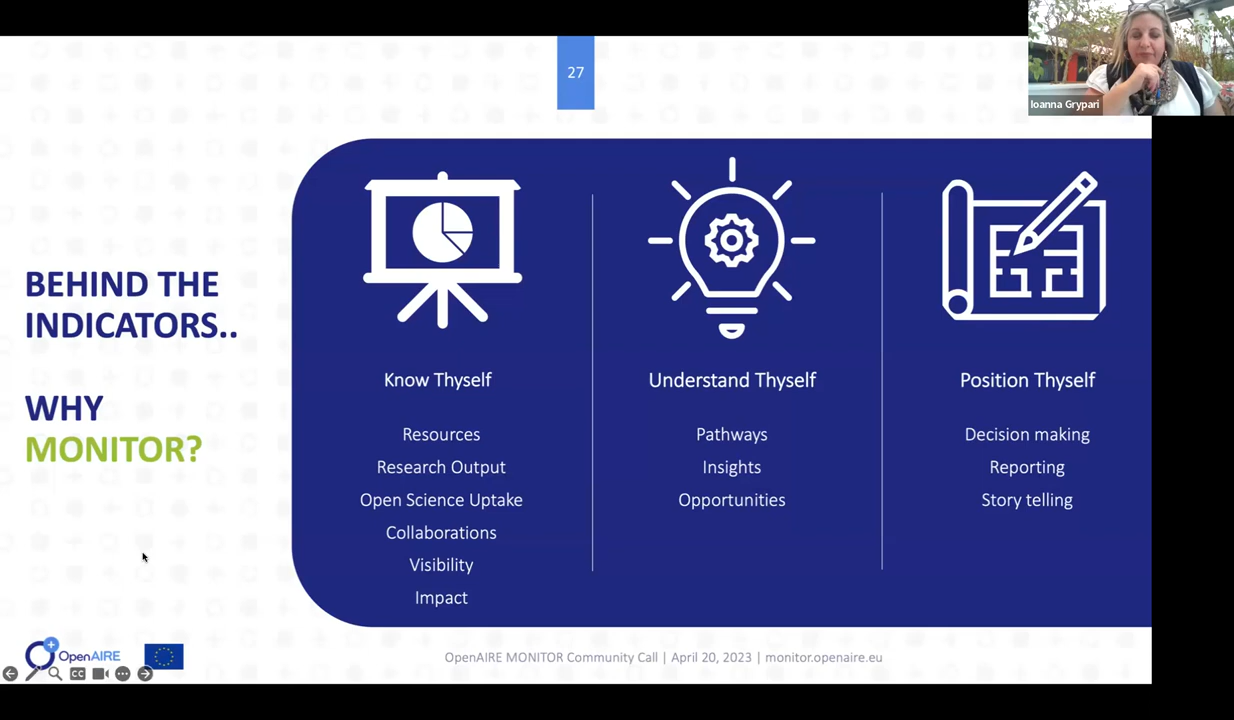 27
Ioanna Grypari
BEHIND THE
INDICATORS..
WHY
MONITOR?
Know Thyself
Resources
Research Output
Open Science Uptake
Collaborations
Visibility
Impact
Understand Thyself
Pathways
Insights
Opportunities
Position Thyself
Decision making
Reporting
Story telling
OpenAIRE
CC
OpenAIRE MONITOR Community Call | April 20, 2023 | monitor.openaire.eu